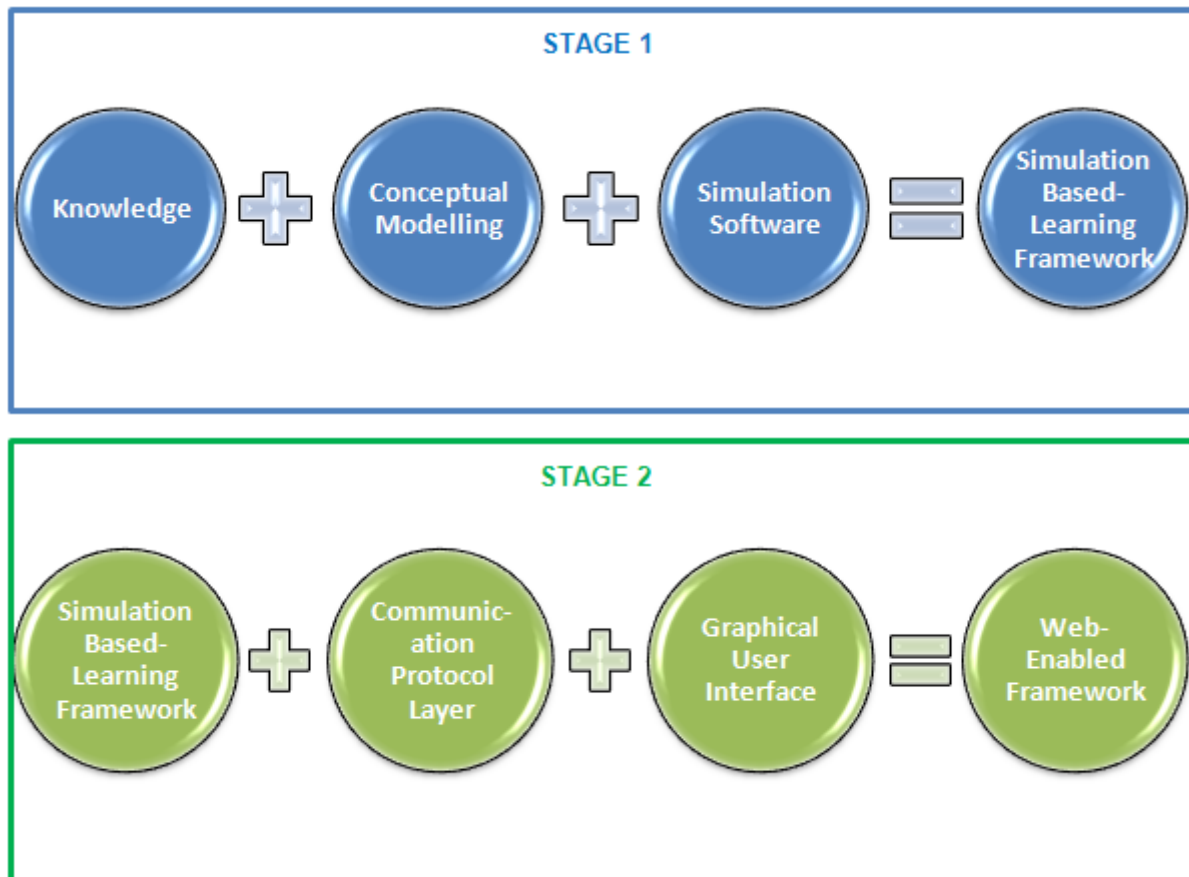 STAGE 1
Knowledge
Conceptual
Modelling
Simulation
Software
Simulation
Based-
Learning
Framework
STAGE 2
Simulation
Based-
Learning
Framework
Communic-
ation
Protocol
Layer
Graphical
User
Interface
Web-
Enabled
Framework